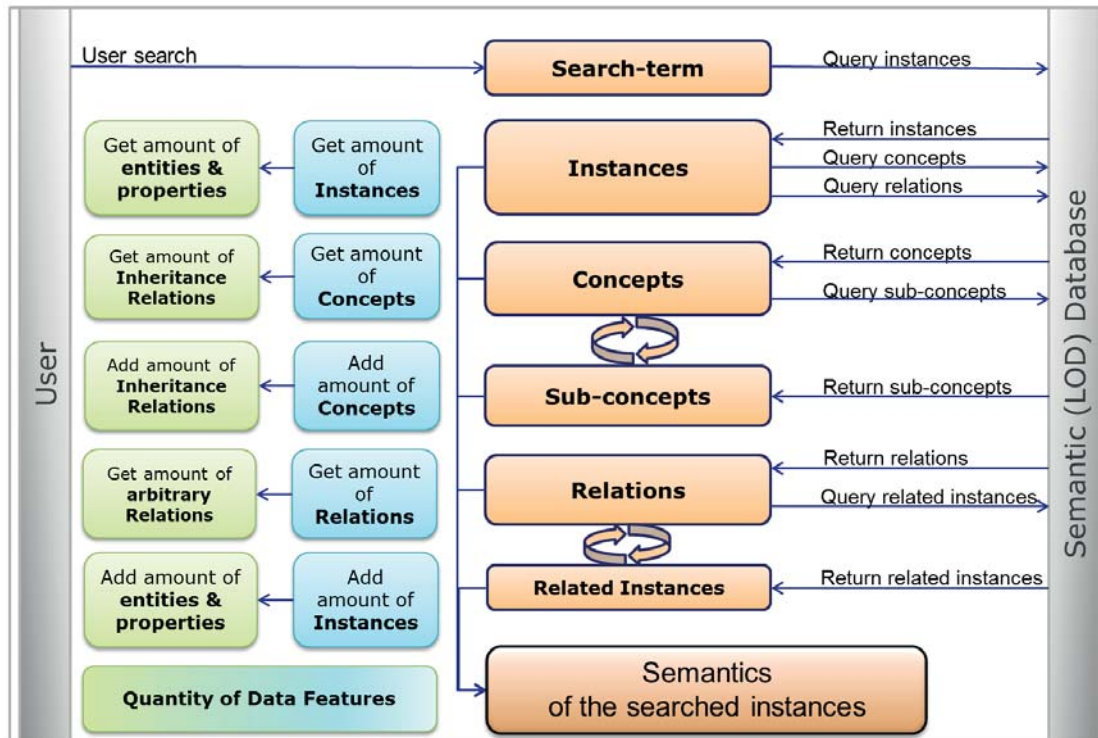 User search
Search-term
Query instances
Get amount of
entities &
properties
Get amount
of
Instances
Instances
Return instances
Query concepts
Query relations
Get amount of
Inheritance
Relations
Get amount
of
Concepts
Concepts
Return concepts
Query sub-concepts
Add amount of
Inheritance
Relations
Add
amount of
Concepts
Sub-concepts
Return sub-concepts
Get amount of
arbitrary
Relations
Get amount
of
Relations
Relations
Return relations
Query related instances
Add amount of
entities &
properties
Add
amount of
Instances
Related Instances
Return related instances
Quantity of Data Features
Semantics
of the searched instances
User
Semantic (LOD) Database